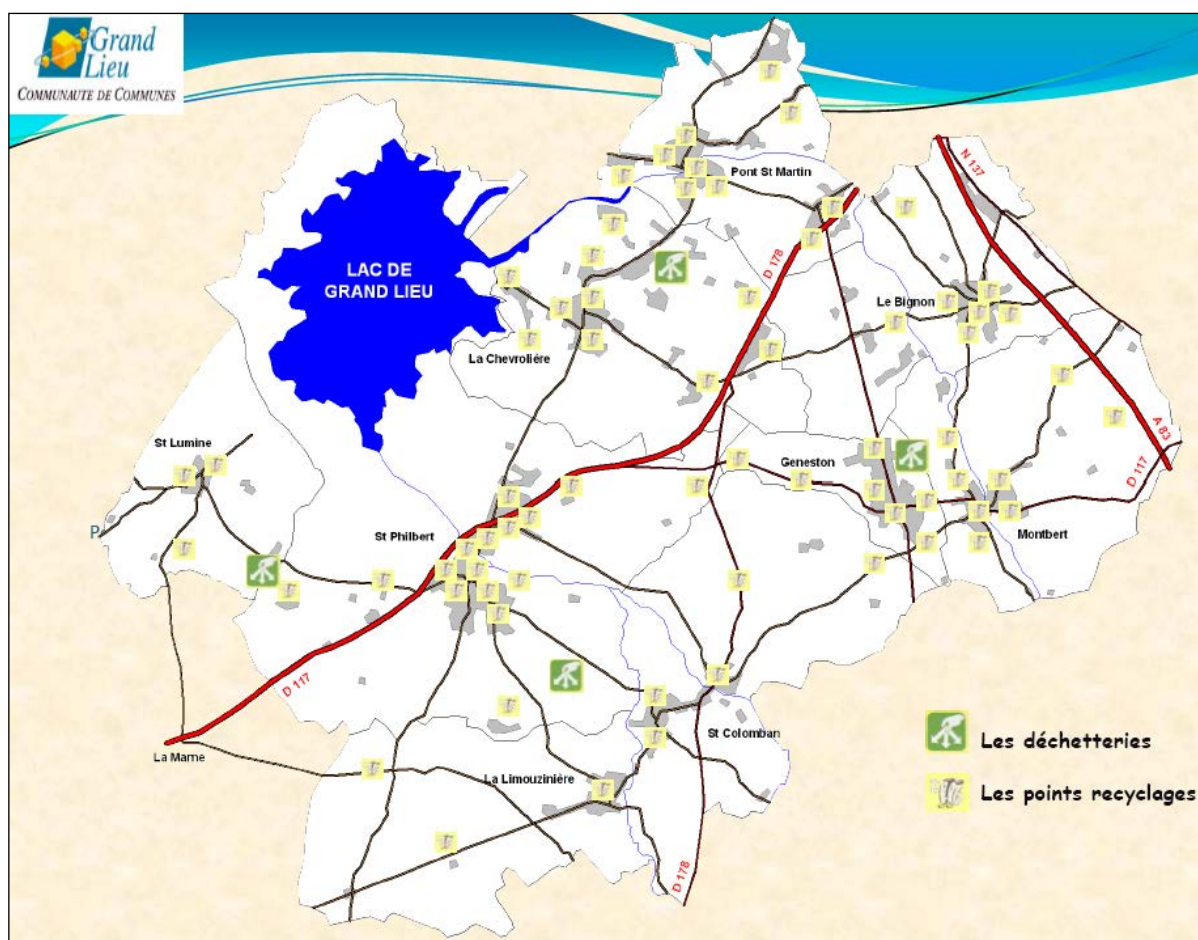 Grand
Lieu
COMMUNAUTE DE COMMUNES
Pont St Martin
N 137
D 178
LAC DE
GRAND LIEU
Le Bignon
La Chevrolière
A 83
St Lumine
Geneston
D 117
P
St Philbert
Montbert
D 117
St Colomban
La Marne
La Limouzinière
D 178
Les déchetteries
Les points recyclages